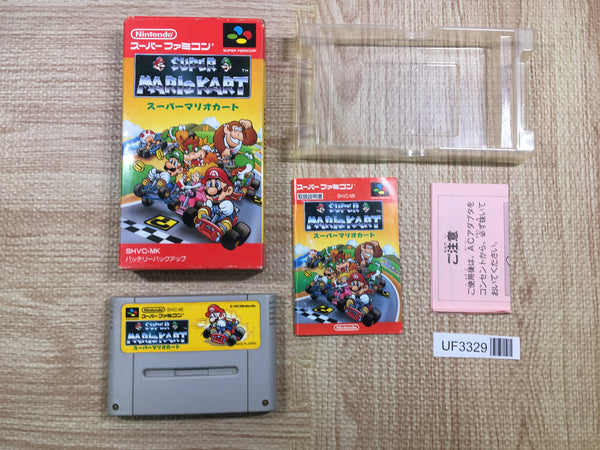 Nintendo
スーパーファミコン
SUPER FAMICOM
SUPER
MARIO KART
TM
スーパーマリオカート
SHVC-MK
バッテリーバックアップ
スーパーファミコン
取扱説明書
SHVC-MK
SUPER
MARIO KART
スーパーマリオカート
Nintendo
ご注意
ご使用後は、ACアダプタを
コンセントから、必ず抜いて
おいてください。
Nintendo
SHVC-MK
© 1992 Nintendo
スーパーファミコン
SUPER
MARIO KART
スーパーマリオカート
MADE IN JAPAN
UF3329